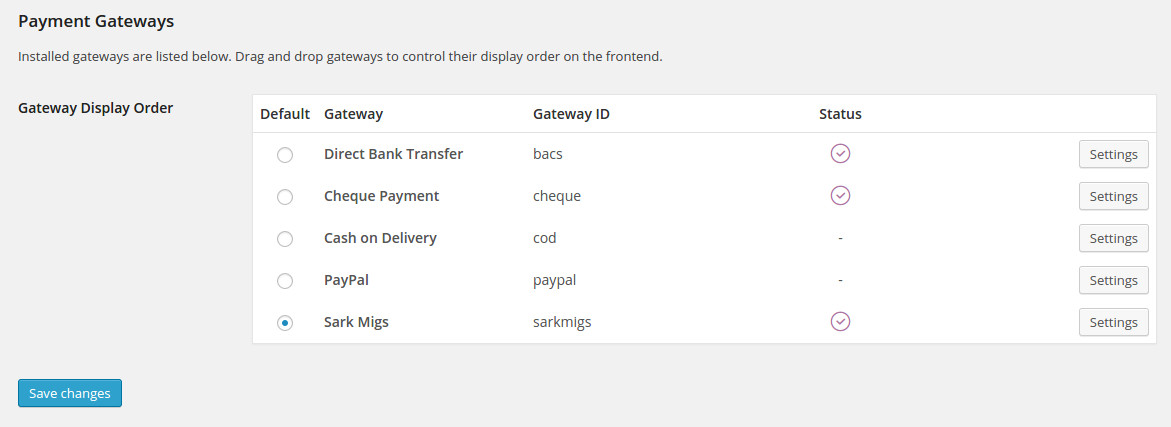 Payment Gateways
Installed gateways are listed below. Drag and drop gateways to control their display order on the frontend.
Gateway Display Order
Default Gateway Gateway ID Status
Direct Bank Transfer bacs Settings
Cheque Payment cheque Settings
Cash on Delivery cod - Settings
PayPal paypal - Settings
Sark Migs sarkmigs Settings
Save changes